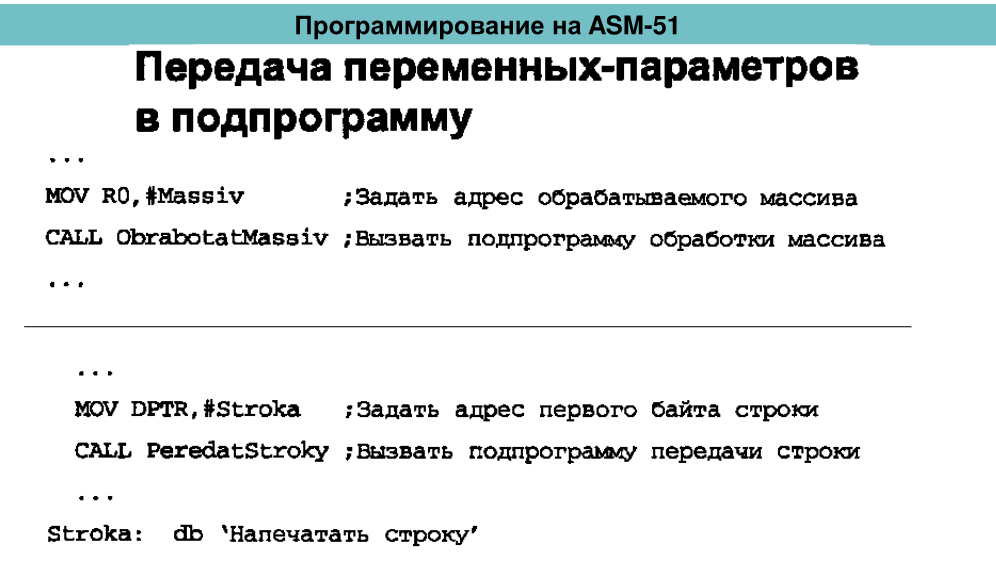 Программирование на ASM-51
Передача переменных-параметров
в подпрограмму
...
MOV R0,#Massiv ;Задать адрес обрабатываемого массива
CALL ObrabotatMassiv ;Вызвать подпрограмму обработки массива
...
...
MOV DPTR,#Stroka ;Задать адрес первого байта строки
CALL PeredatStroky ;Вызвать подпрограмму передачи строки
...
Stroka: db ‘Напечатать строку’